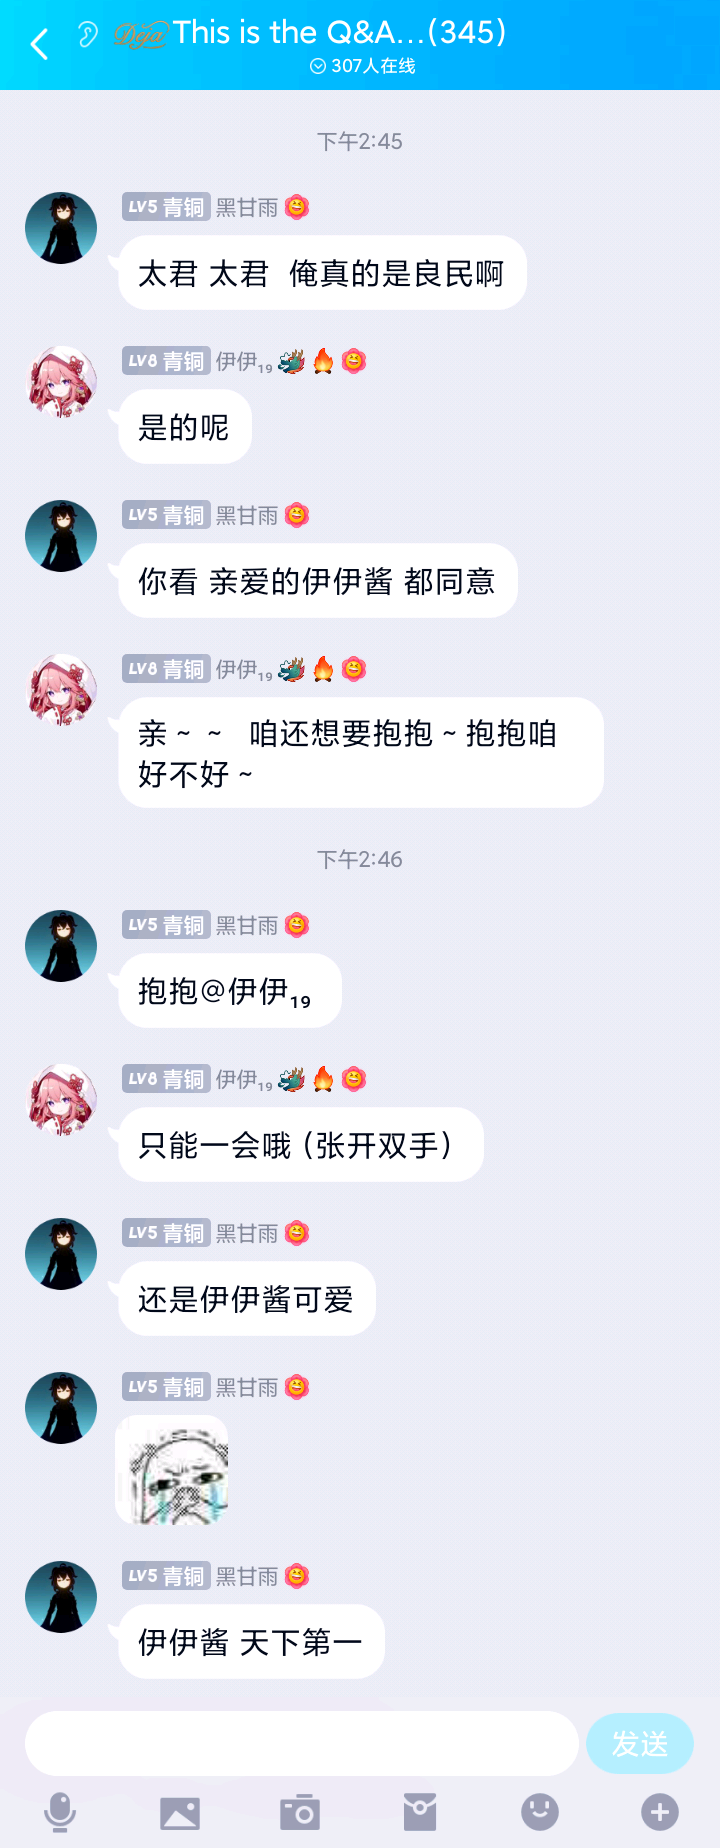 Deja This is the Q&A...(345)
307人在线
下午2:45
LV5 青铜 黑甘雨
太君 太君  俺真的是良民啊
LV8 青铜 伊伊₁₉
是的呢
LV5 青铜 黑甘雨
你看 亲爱的伊伊酱 都同意
LV8 青铜 伊伊₁₉
亲~ ~  咱还想要抱抱~抱抱咱
好不好~
下午2:46
LV5 青铜 黑甘雨
抱抱@伊伊₁₉
LV8 青铜 伊伊₁₉
只能一会哦（张开双手）
LV5 青铜 黑甘雨
还是伊伊酱可爱
LV5 青铜 黑甘雨
LV5 青铜 黑甘雨
伊伊酱 天下第一
发送